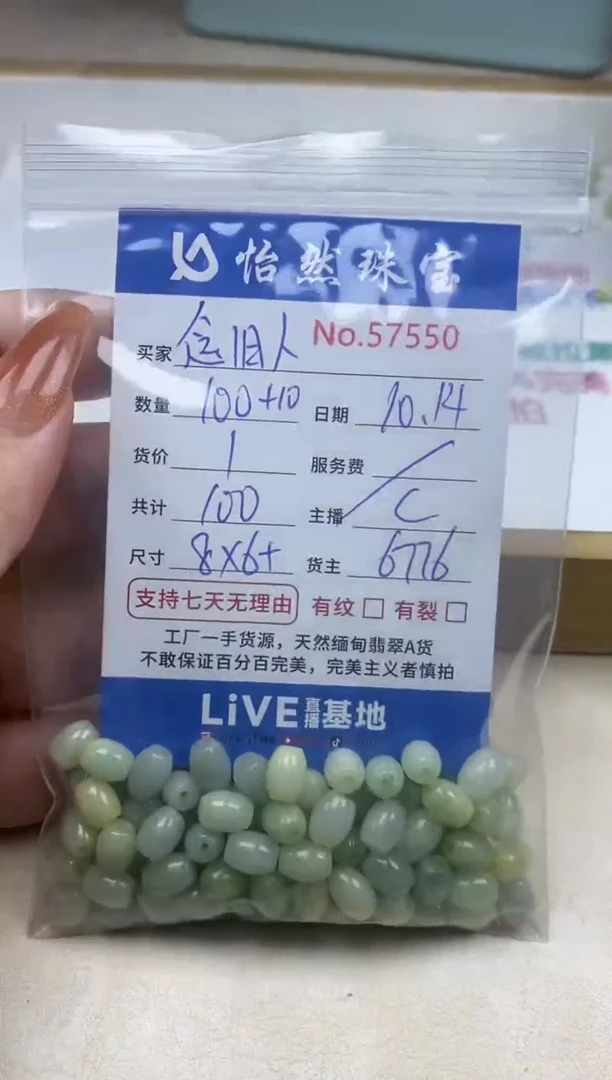 怡然珠宝
No.57550
买家 念旧人
数量 100+10 日期 10.14
货价 1 服务费 /
共计 100 主播 C
尺寸 8X6+ 货主 6776
支持七天无理由 有纹 □ 有裂 □
工厂一手货源，天然缅甸翡翠A货
不敢保证百分百完美，完美主义者慎拍
LiVE直播基地